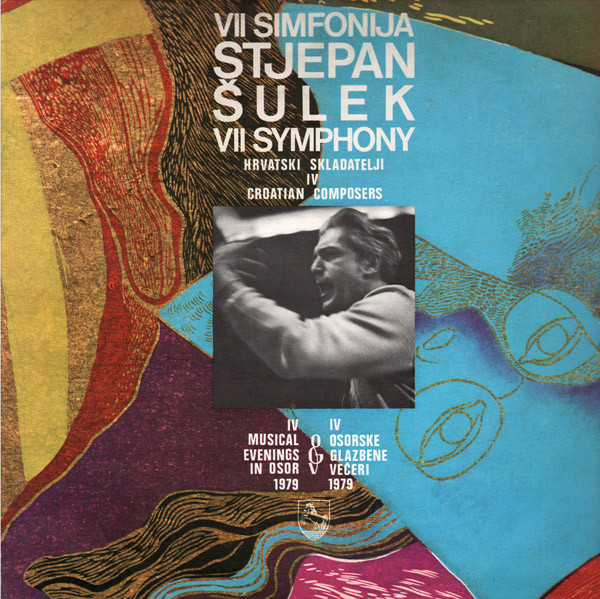 VII SIMFONIJA
STJEPAN
ŠULEK
VII SYMPHONY
HRVATSKI SKLADATELJI
IV
CROATIAN COMPOSERS
IV
MUSICAL
EVENINGS
IN OSOR
1979
OGV
IV
OSORSKE
GLAZBENE
VEČERI
1979